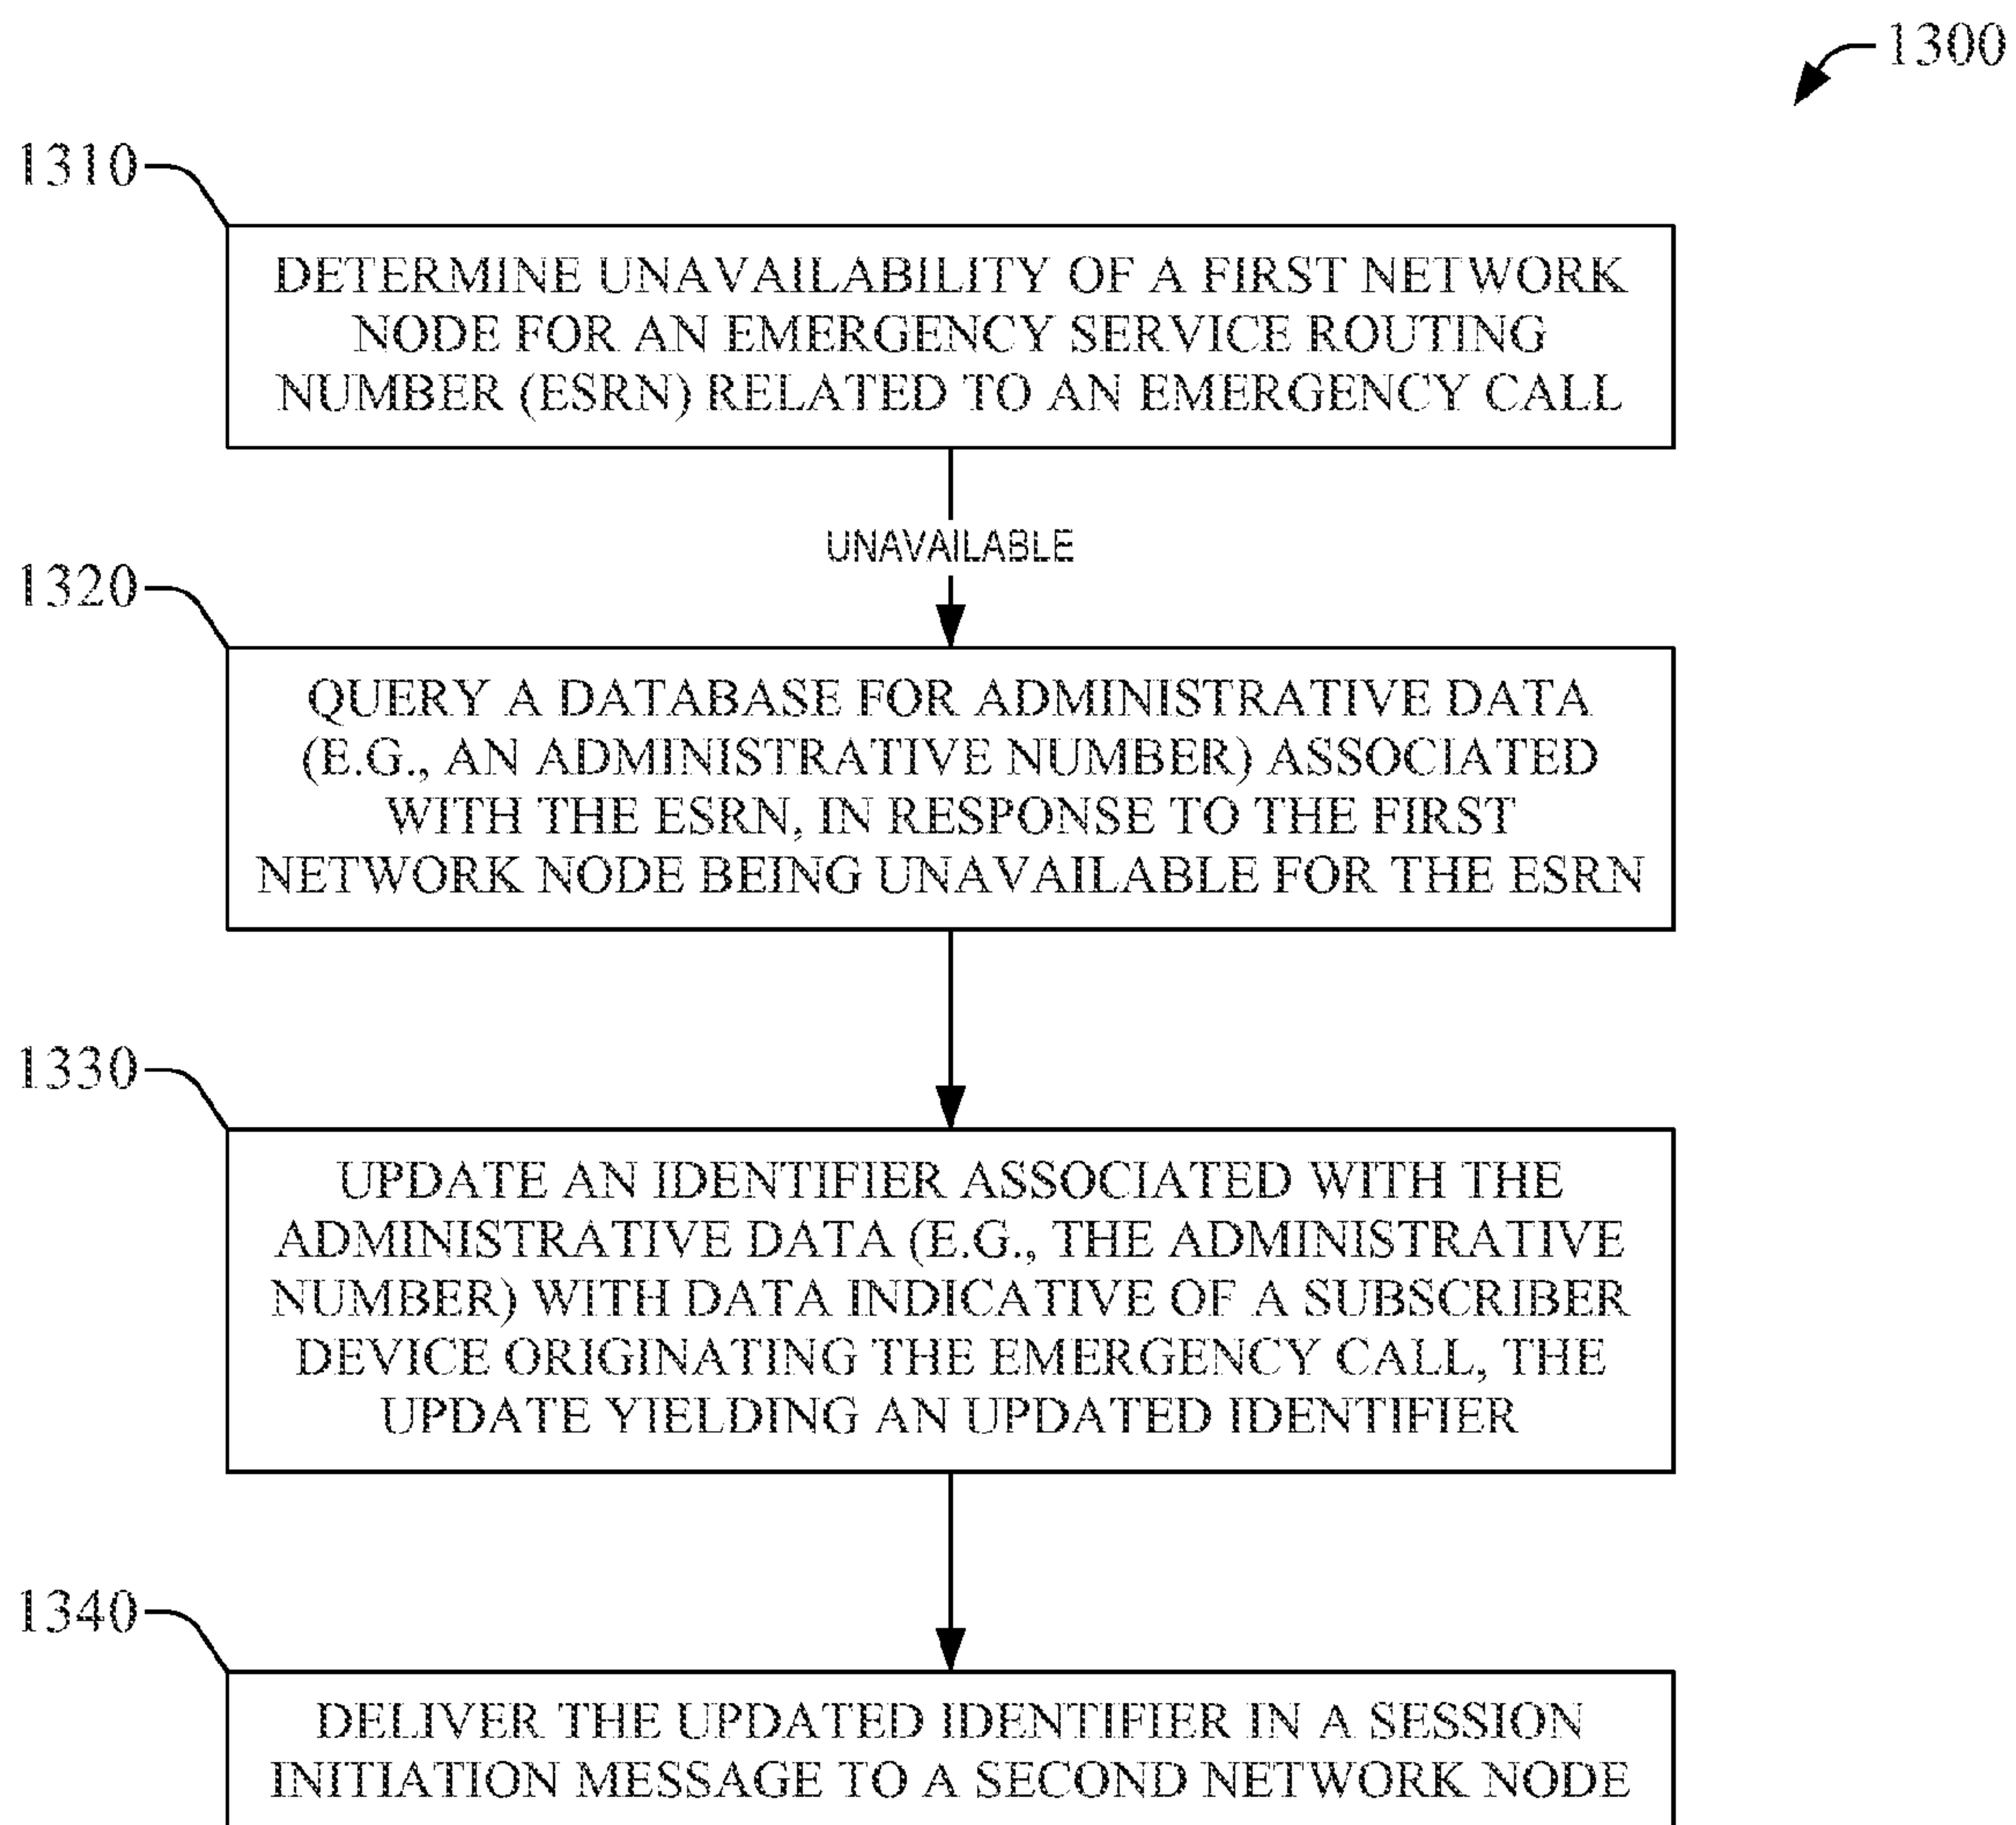 1300
1310
DETERMINE UNAVAILABILITY OF A FIRST NETWORK
NODE FOR AN EMERGENCY SERVICE ROUTING
NUMBER (ESRN) RELATED TO AN EMERGENCY CALL
UNAVAILABLE
1320
QUERY A DATABASE FOR ADMINISTRATIVE DATA
(E.G., AN ADMINISTRATIVE NUMBER) ASSOCIATED
WITH THE ESRN, IN RESPONSE TO THE FIRST
NETWORK NODE BEING UNAVAILABLE FOR THE ESRN
1330
UPDATE AN IDENTIFIER ASSOCIATED WITH THE
ADMINISTRATIVE DATA (E.G., THE ADMINISTRATIVE
NUMBER) WITH DATA INDICATIVE OF A SUBSCRIBER
DEVICE ORIGINATING THE EMERGENCY CALL, THE
UPDATE YIELDING AN UPDATED IDENTIFIER
1340
DELIVER THE UPDATED IDENTIFIER IN A SESSION
INITIATION MESSAGE TO A SECOND NETWORK NODE